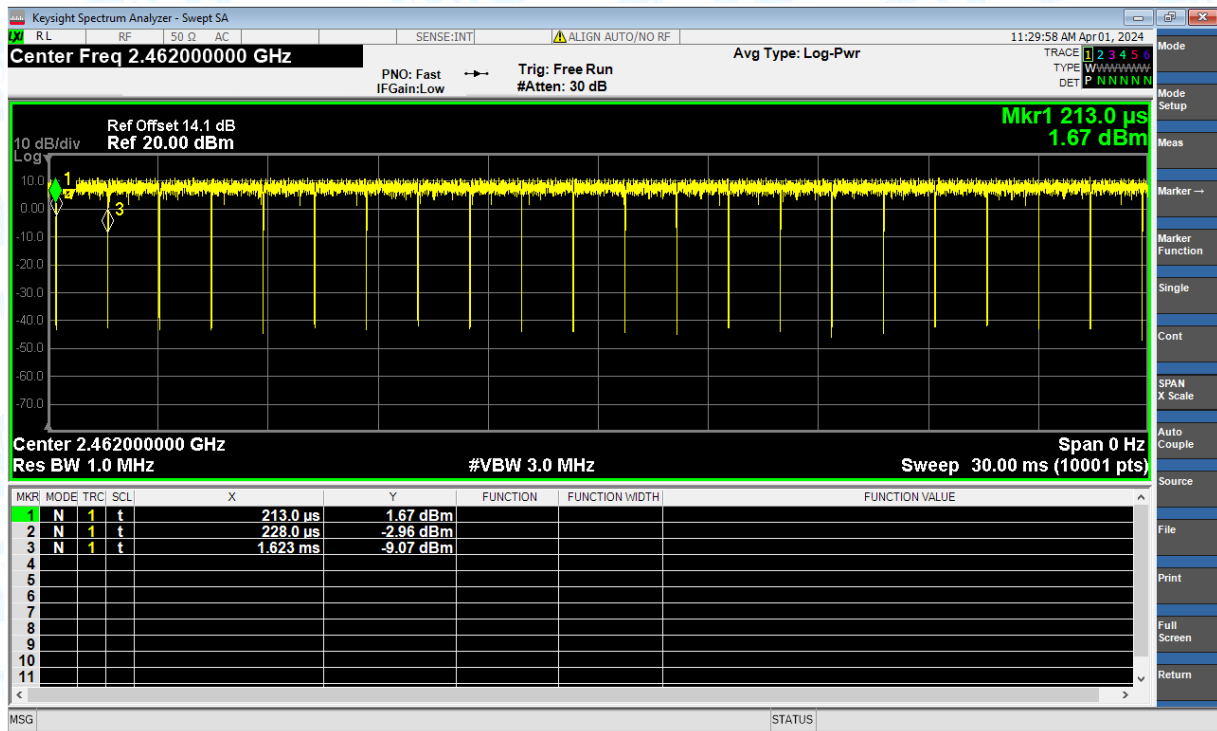 Keysight Spectrum Analyzer - Swept SA
LXI RL RF 50 Ω AC SENSE:INT ALIGN AUTO/NO RF 11:29:58 AM Apr 01, 2024
Center Freq 2.462000000 GHz
PNO: Fast
IFGain:Low
Trig: Free Run
#Atten: 30 dB
Avg Type: Log-Pwr
TRACE 1 2 3 4 5 6
TYPE WWWWWW
DET P N N N N N
Mkr1 213.0 µs
1.67 dBm
Ref Offset 14.1 dB
10 dB/div Ref 20.00 dBm
Log
10.0
0.00
-10.0
-20.0
-30.0
-40.0
-50.0
-60.0
-70.0
1
3
Center 2.462000000 GHz Span 0 Hz
Res BW 1.0 MHz #VBW 3.0 MHz Sweep 30.00 ms (10001 pts)
MKR MODE TRC SCL X Y FUNCTION FUNCTION WIDTH FUNCTION VALUE
1 N 1 t 213.0 µs 1.67 dBm
2 N 1 t 228.0 µs -2.96 dBm
3 N 1 t 1.623 ms -9.07 dBm
4
5
6
7
8
9
10
11
MSG STATUS
Mode
Mode
Setup
Meas
Marker→
Marker
Function
Single
Cont
SPAN
X Scale
Auto
Couple
Source
File
Print
Full
Screen
Return